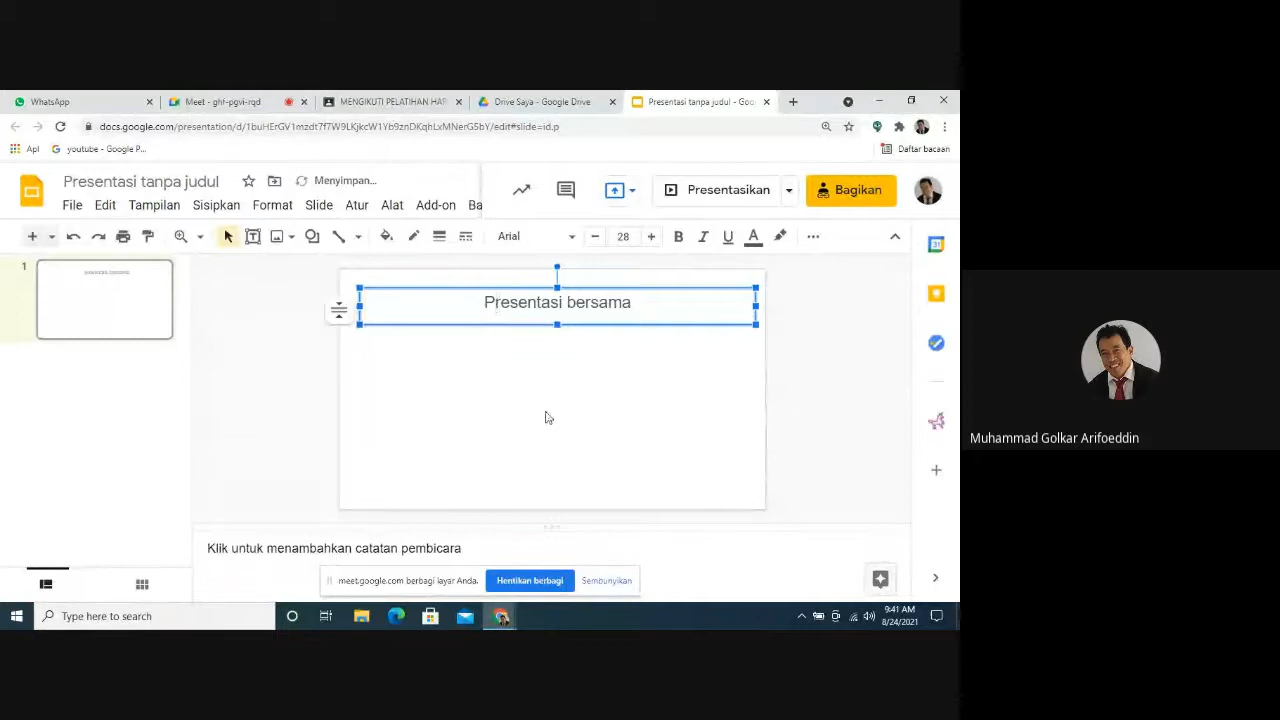 WhatsApp
Meet - ghf-pgvi-rqd
MENGIKUTI PELATIHAN HAR
Drive Saya - Google Drive
Presentasi tanpa judul - Goo
docs.google.com/presentation/d/1buHErGV1mzdt7f7W9LKjkcW1Yb9znDKqhLxMNerG5bY/edit#slide=id.p
Apl
youtube - Google P...
Daftar bacaan
Presentasi tanpa judul
Menyimpan...
Presentasikan
Bagikan
File Edit Tampilan Sisipkan Format Slide Atur Alat Add-on Ba
Arial
28
B I U A
31
1
Presentasi bersama
Muhammad Golkar Arifoeddin
Klik untuk menambahkan catatan pembicara
meet.google.com berbagi layar Anda.
Hentikan berbagi
Sembunyikan
Type here to search
9:41 AM
8/24/2021